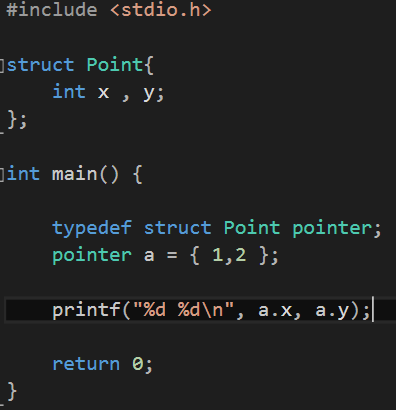 #include <stdio.h>
struct Point{
int x , y;
};
int main() {
typedef struct Point pointer;
pointer a = { 1,2 };
printf("%d %d\n", a.x, a.y);
return 0;
}